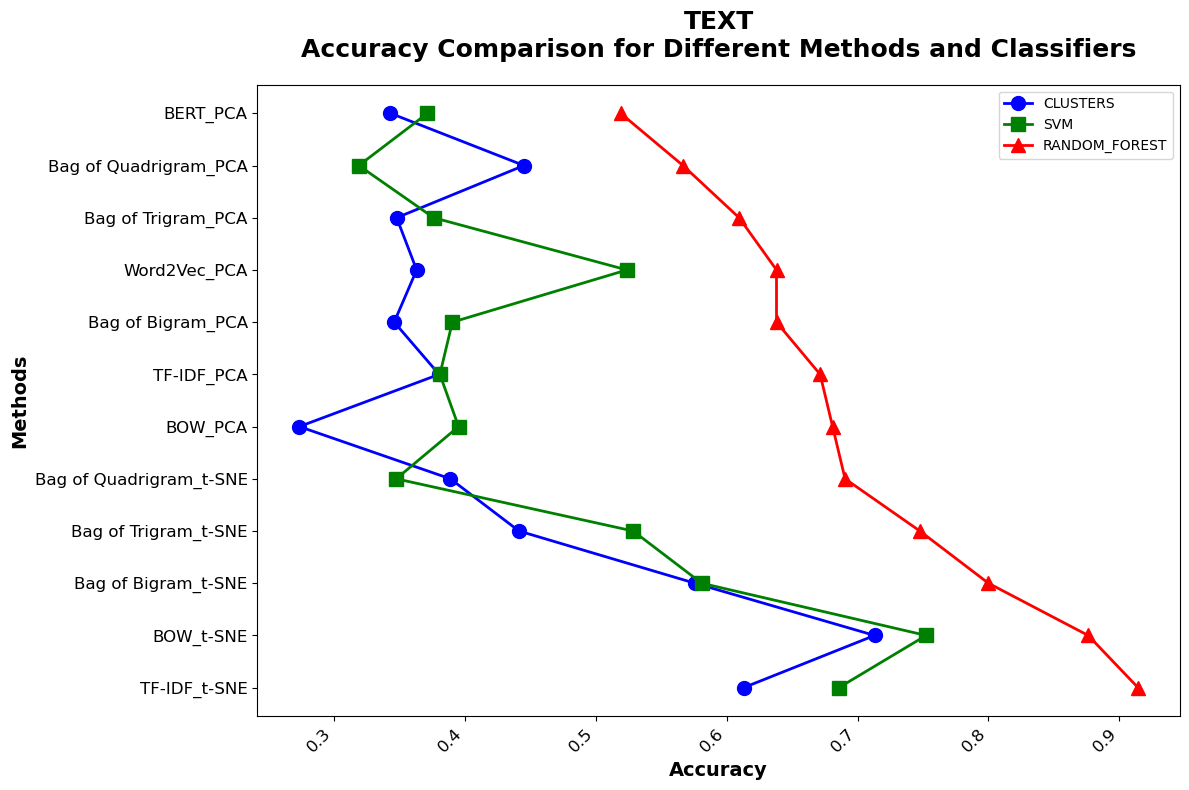 TEXT
Accuracy Comparison for Different Methods and Classifiers
CLUSTERS
SVM
RANDOM_FOREST
Methods
BERT_PCA
Bag of Quadrigram_PCA
Bag of Trigram_PCA
Word2Vec_PCA
Bag of Bigram_PCA
TF-IDF_PCA
BOW_PCA
Bag of Quadrigram_t-SNE
Bag of Trigram_t-SNE
Bag of Bigram_t-SNE
BOW_t-SNE
TF-IDF_t-SNE
0.3 0.4 0.5 0.6 0.7 0.8 0.9
Accuracy